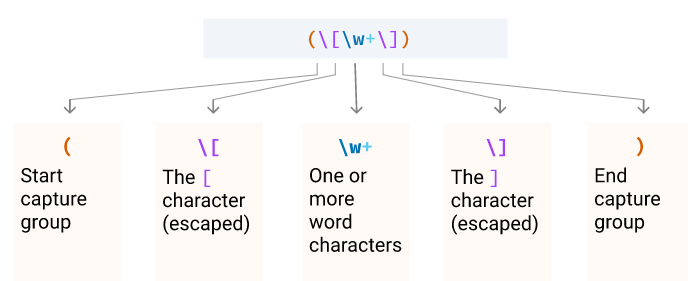 (\[\w+\])
( \[ \w+ \] )
Start capture group
The [ character (escaped)
One or more word characters
The ] character (escaped)
End capture group